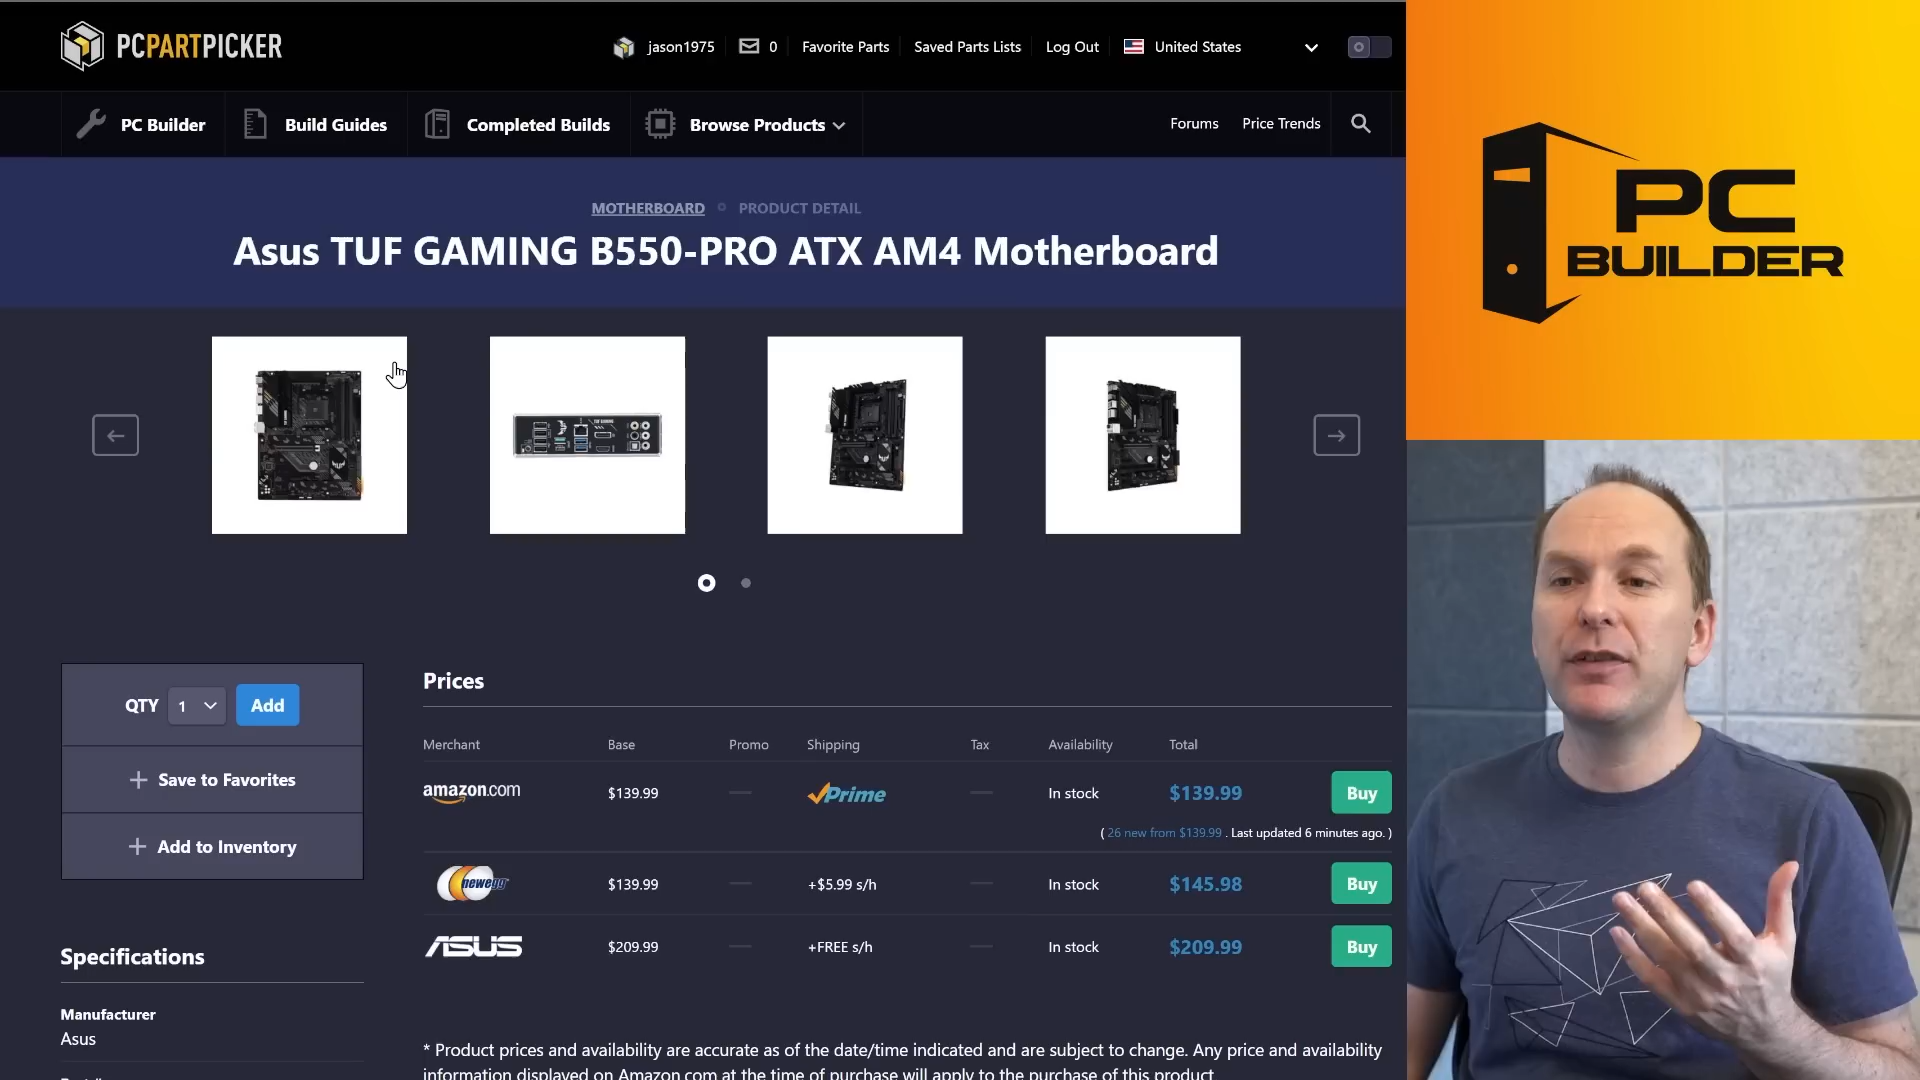 PCPARTPICKER
jason1975
0
Favorite Parts
Saved Parts Lists
Log Out
United States
PC Builder
Build Guides
Completed Builds
Browse Products
Forums
Price Trends
MOTHERBOARD
PRODUCT DETAIL
Asus TUF GAMING B550-PRO ATX AM4 Motherboard
QTY 1 Add
+ Save to Favorites
+ Add to Inventory
Specifications
Manufacturer
Asus
Prices
Merchant Base Promo Shipping Tax Availability Total
amazon.com $139.99 — Prime — In stock $139.99 Buy
( 26 new from $139.99 . Last updated 6 minutes ago. )
newegg $139.99 — +$5.99 s/h — In stock $145.98 Buy
ASUS $209.99 — +FREE s/h — In stock $209.99 Buy
* Product prices and availability are accurate as of the date/time indicated and are subject to change. Any price and availability
information displayed on Amazon.com at the time of purchase will apply to the purchase of this product.
PC
BUILDER